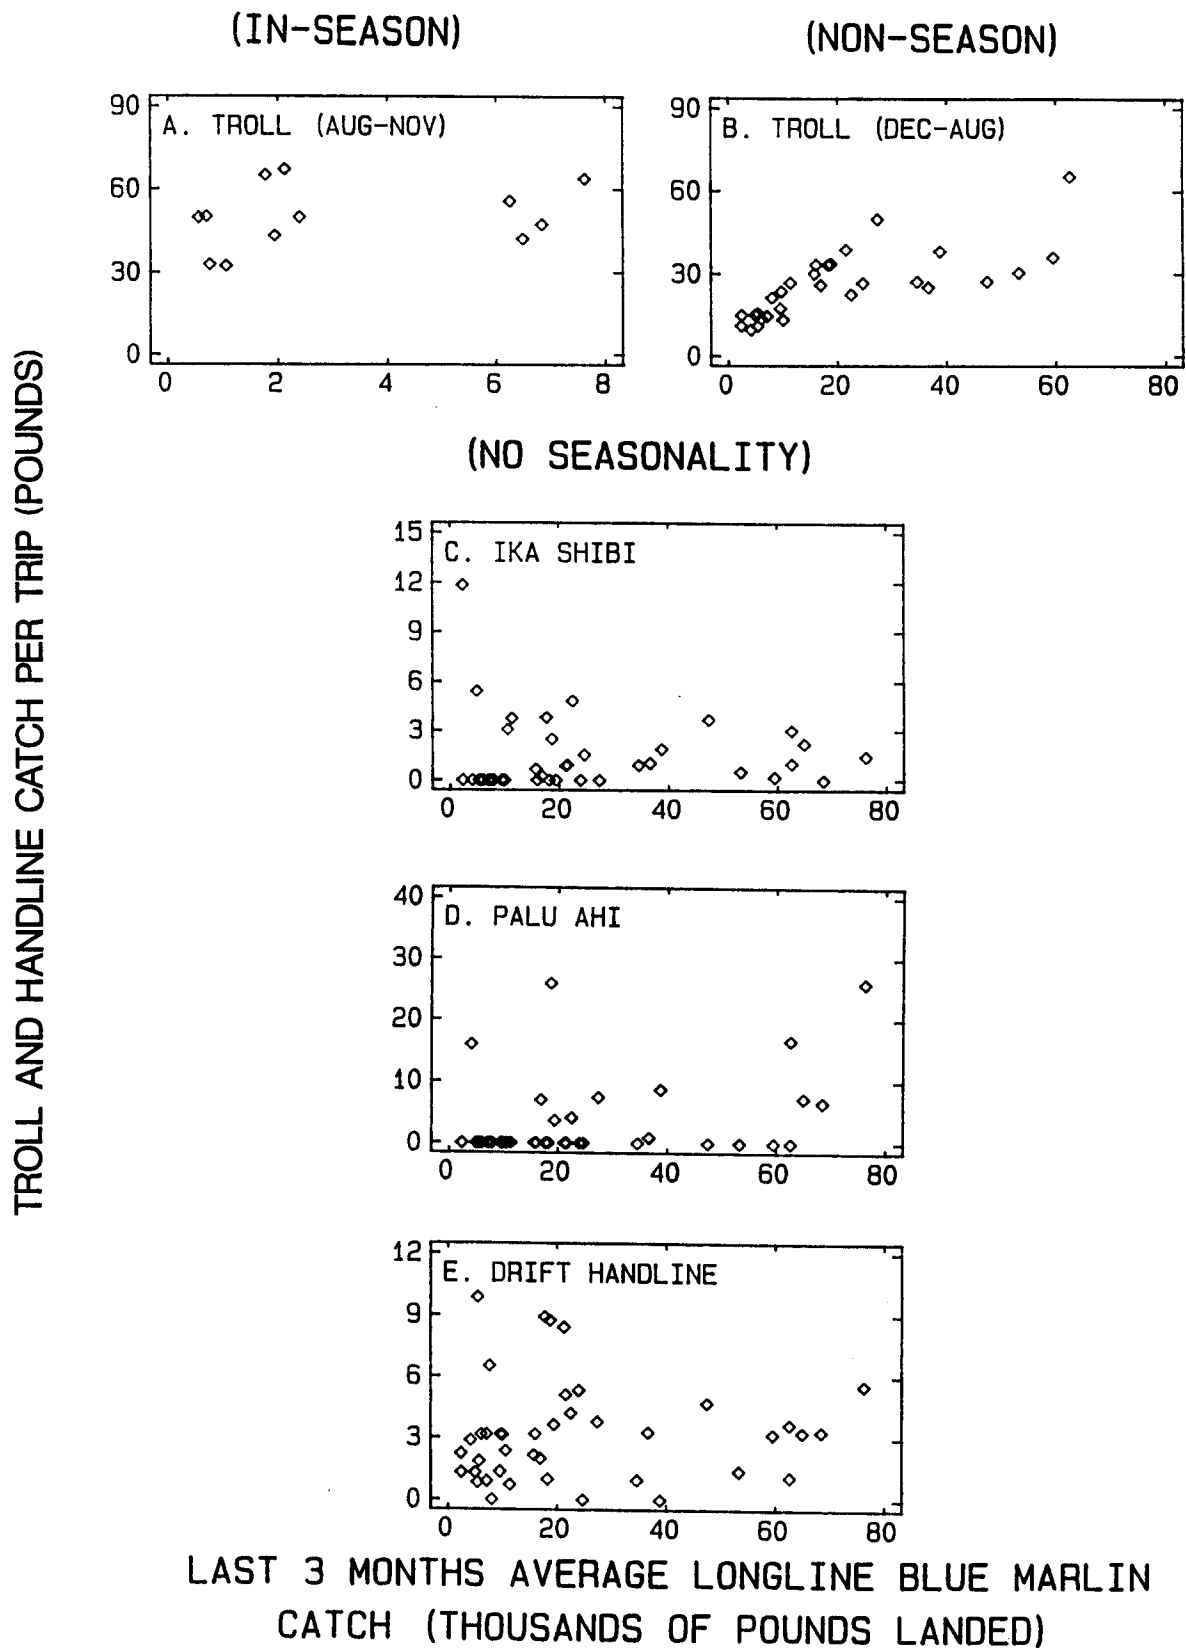 (IN-SEASON)
(NON-SEASON)
A. TROLL (AUG-NOV)
90
60
30
0
0 2 4 6 8
B. TROLL (DEC-AUG)
90
60
30
0
0 20 40 60 80
(NO SEASONALITY)
C. IKA SHIBI
15
12
9
6
3
0
0 20 40 60 80
D. PALU AHI
40
30
20
10
0
0 20 40 60 80
E. DRIFT HANDLINE
12
9
6
3
0
0 20 40 60 80
TROLL AND HANDLINE CATCH PER TRIP (POUNDS)
LAST 3 MONTHS AVERAGE LONGLINE BLUE MARLIN
CATCH (THOUSANDS OF POUNDS LANDED)